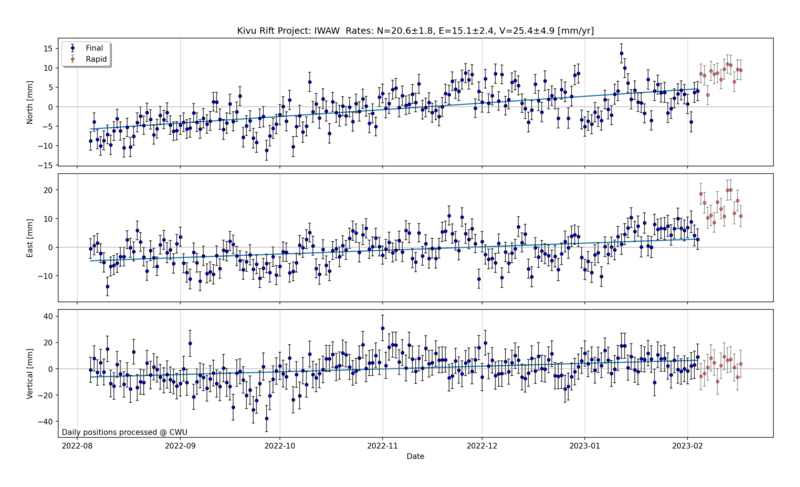 Kivu Rift Project: IWAW Rates: N=20.6±1.8, E=15.1±2.4, V=25.4±4.9 [mm/yr]
Final
Rapid
15
10
5
0
−5
−10
−15
North [mm]
20
10
0
−10
East [mm]
40
20
0
−20
−40
Vertical [mm]
Daily positions processed @ CWU
2022-08 2022-09 2022-10 2022-11 2022-12 2023-01 2023-02
Date